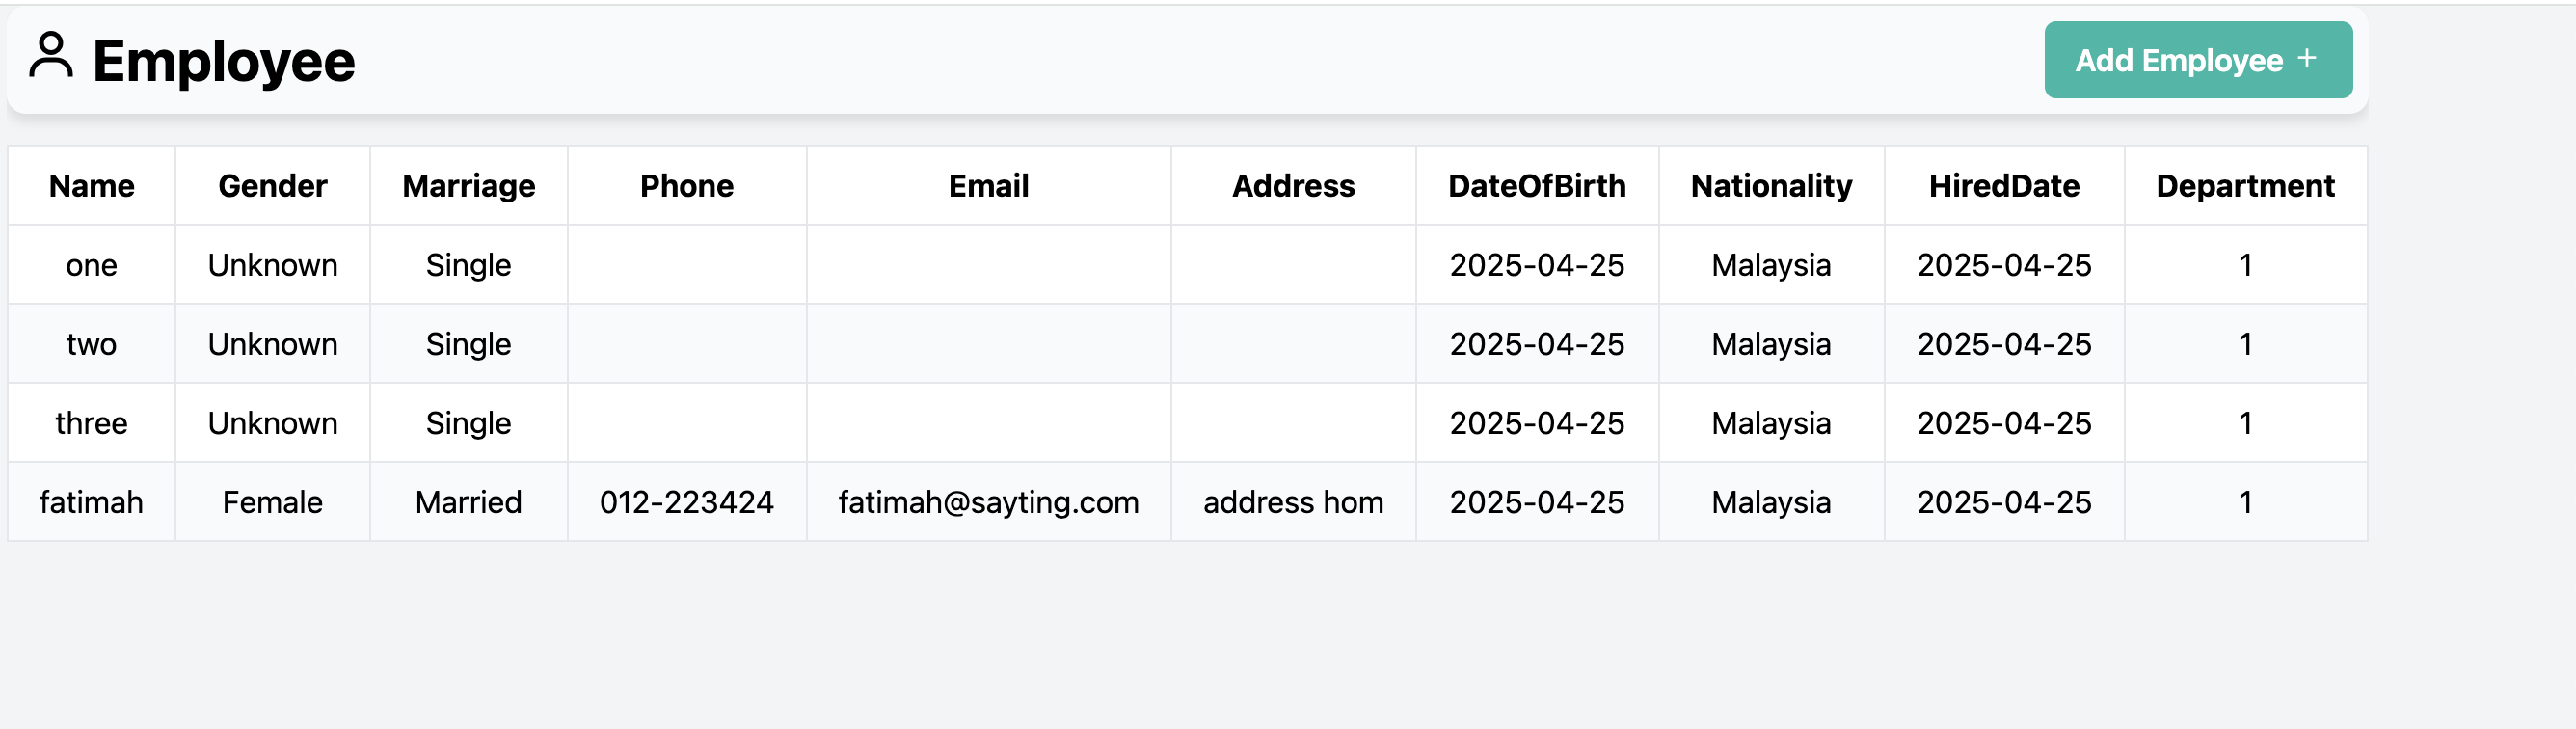 Employee
Add Employee +
Name Gender Marriage Phone Email Address DateOfBirth Nationality HiredDate Department
one Unknown Single 2025-04-25 Malaysia 2025-04-25 1
two Unknown Single 2025-04-25 Malaysia 2025-04-25 1
three Unknown Single 2025-04-25 Malaysia 2025-04-25 1
fatimah Female Married 012-223424 fatimah@sayting.com address hom 2025-04-25 Malaysia 2025-04-25 1